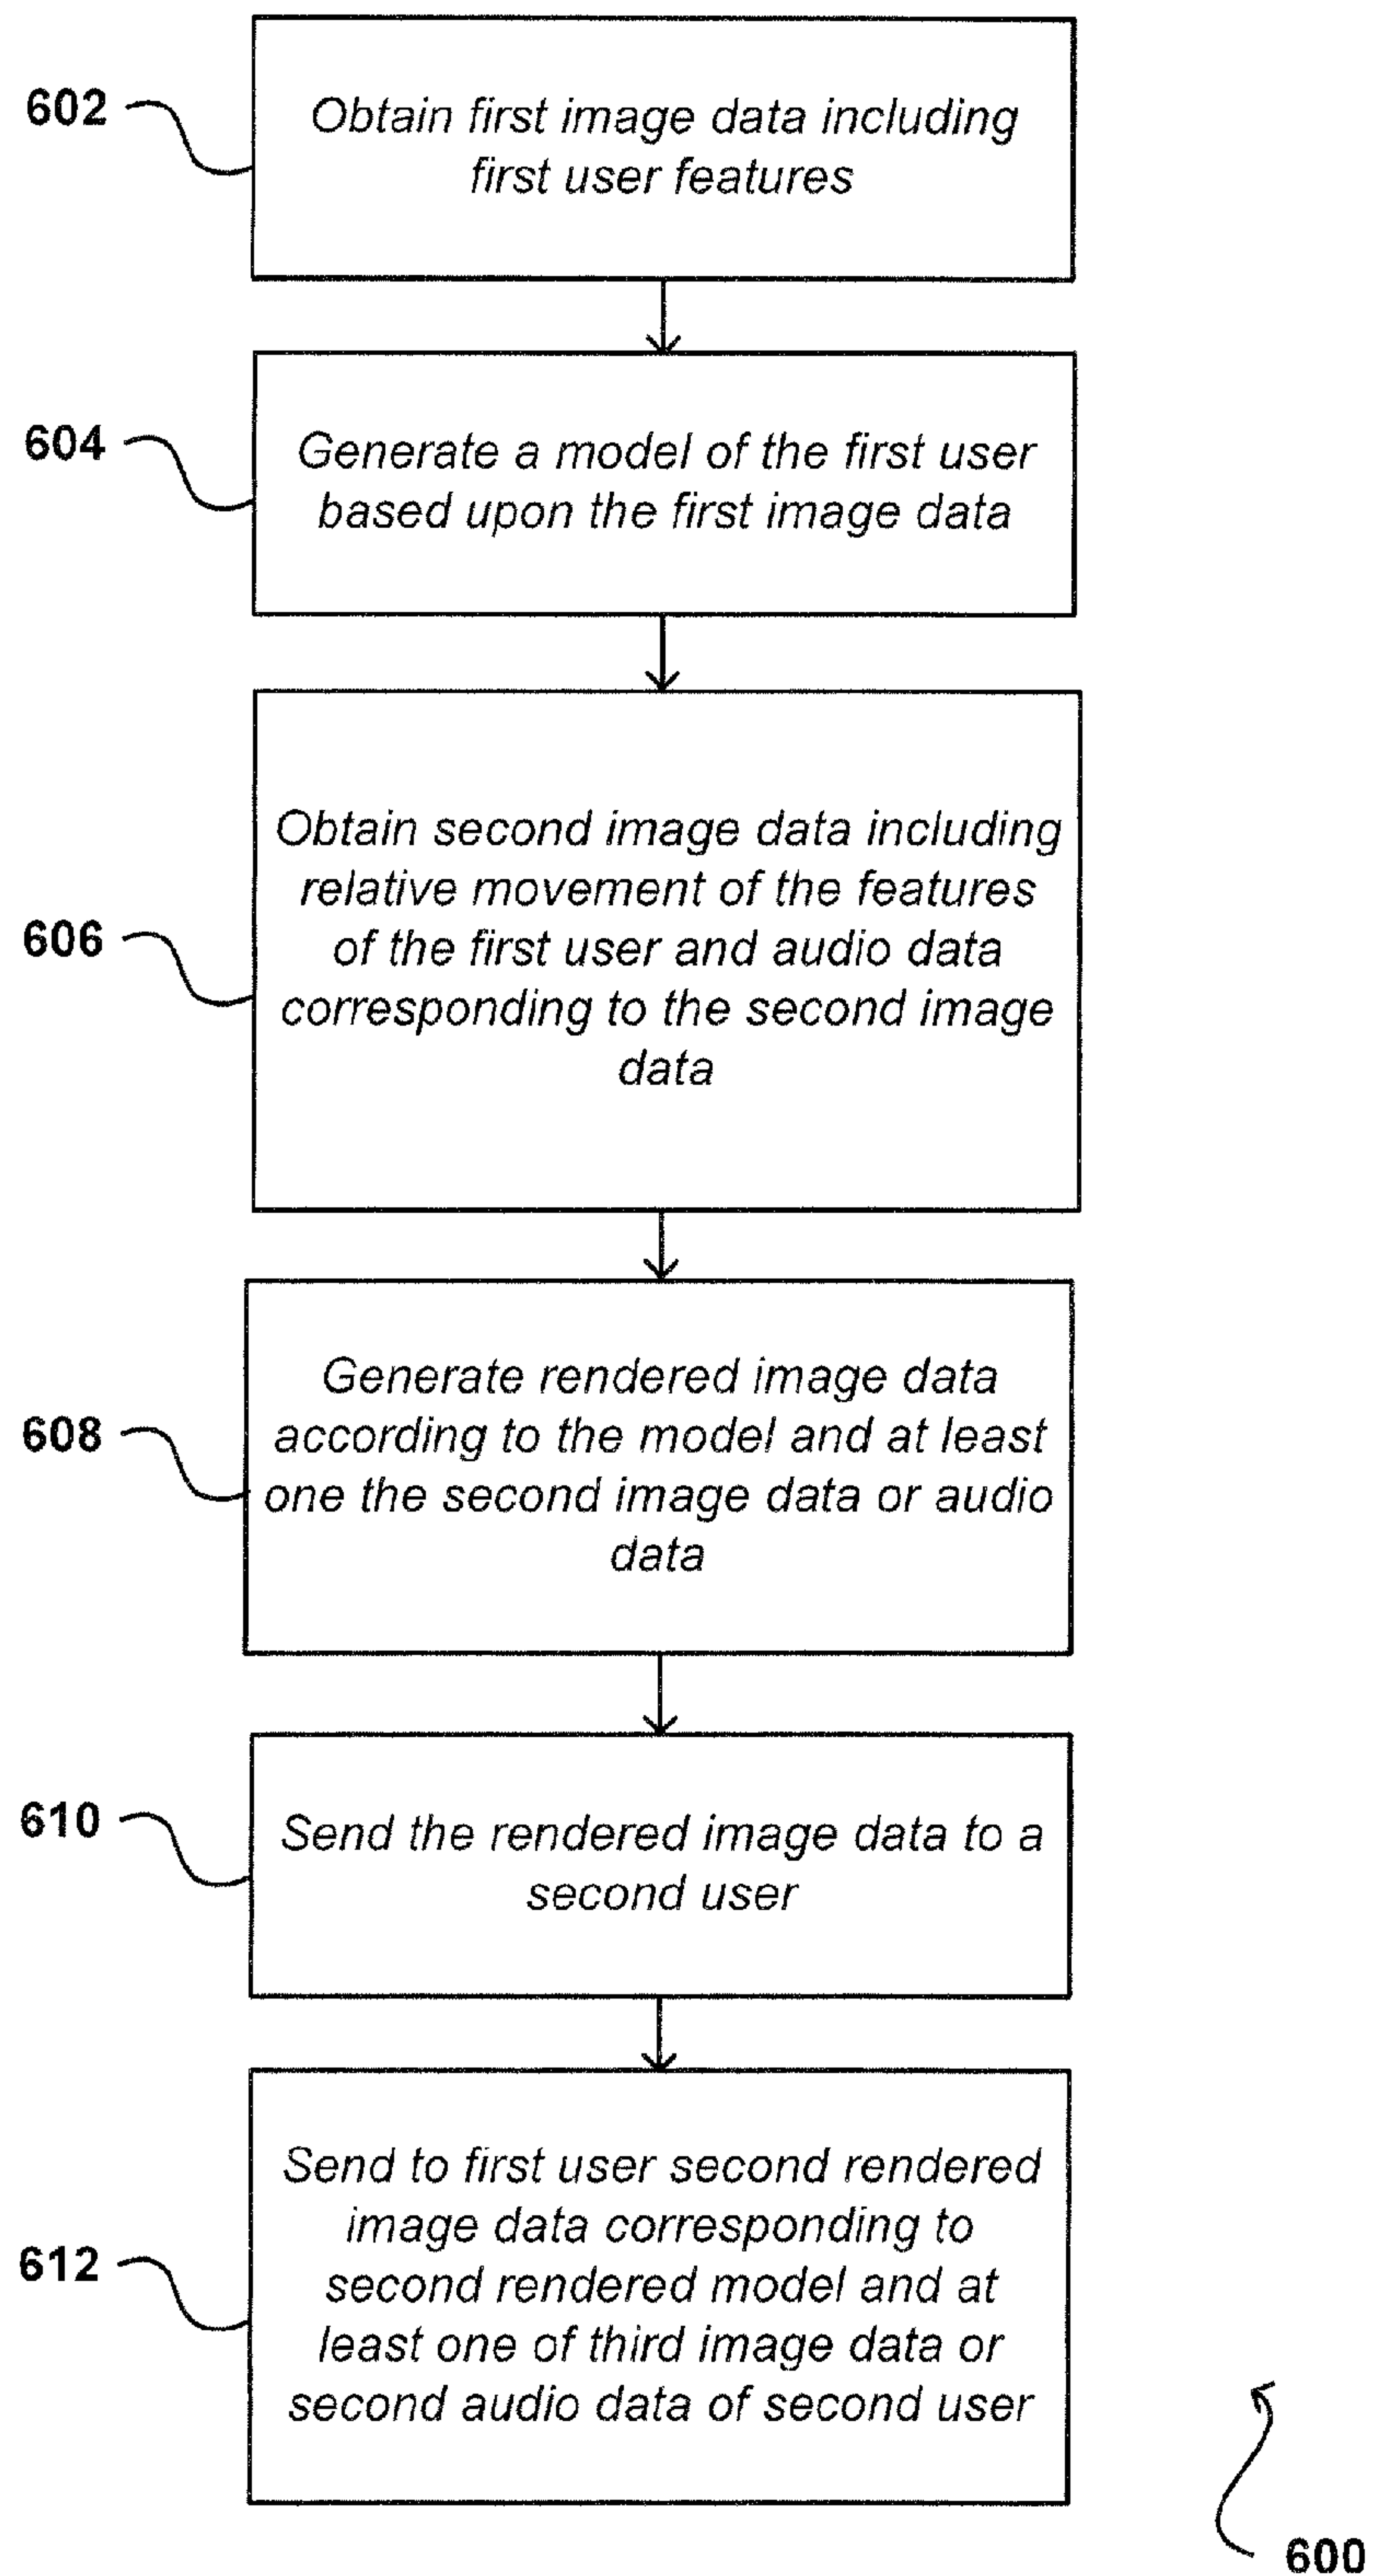 602
Obtain first image data including
first user features
604
Generate a model of the first user
based upon the first image data
606
Obtain second image data including
relative movement of the features
of the first user and audio data
corresponding to the second image
data
608
Generate rendered image data
according to the model and at least
one the second image data or audio
data
610
Send the rendered image data to a
second user
612
Send to first user second rendered
image data corresponding to
second rendered model and at
least one of third image data or
second audio data of second user
600